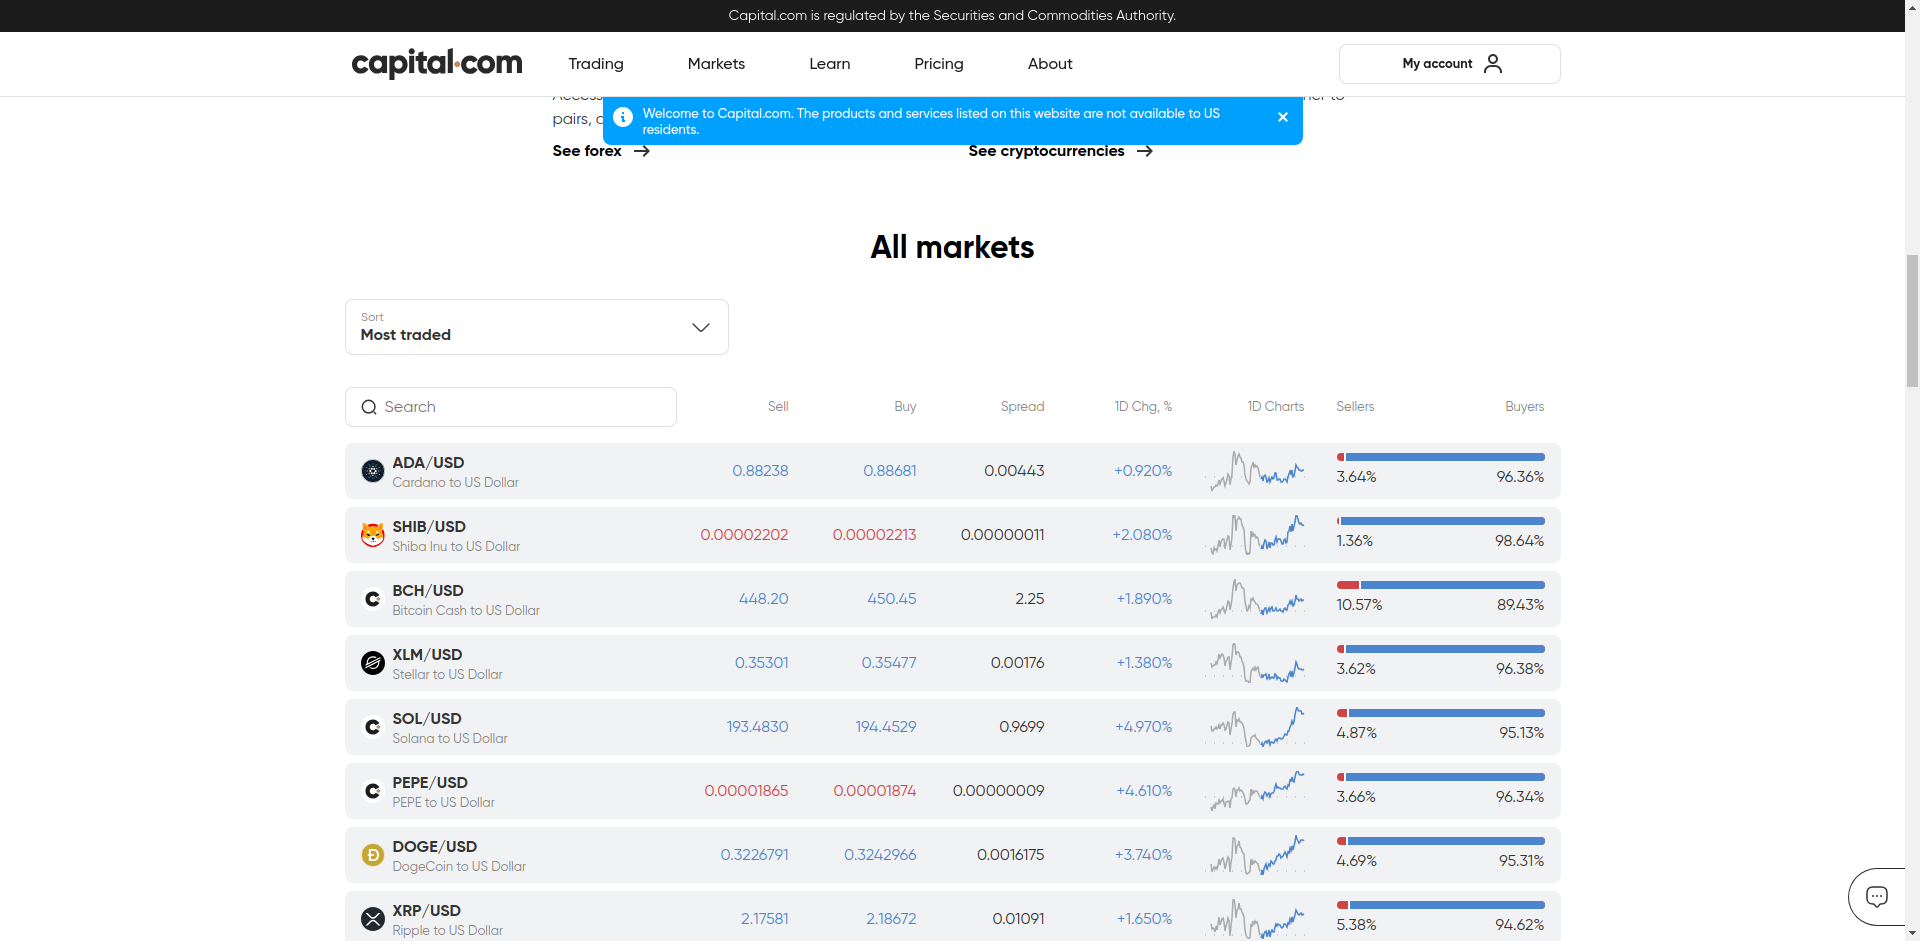 Capital.com is regulated by the Securities and Commodities Authority.
capital.com
Trading
Markets
Learn
Pricing
About
My account
Welcome to Capital.com. The products and services listed on this website are not available to US
residents.
pairs,
See forex
See cryptocurrencies
All markets
Sort
Most traded
Search
Sell Buy Spread 1D Chg, % 1D Charts Sellers Buyers
ADA/USD
Cardano to US Dollar
0.88238 0.88681 0.00443 +0.920% 3.64% 96.36%
SHIB/USD
Shiba Inu to US Dollar
0.00002202 0.00002213 0.00000011 +2.080% 1.36% 98.64%
BCH/USD
Bitcoin Cash to US Dollar
448.20 450.45 2.25 +1.890% 10.57% 89.43%
XLM/USD
Stellar to US Dollar
0.35301 0.35477 0.00176 +1.380% 3.62% 96.38%
SOL/USD
Solana to US Dollar
193.4830 194.4529 0.9699 +4.970% 4.87% 95.13%
PEPE/USD
PEPE to US Dollar
0.00001865 0.00001874 0.00000009 +4.610% 3.66% 96.34%
DOGE/USD
DogeCoin to US Dollar
0.3226791 0.3242966 0.0016175 +3.740% 4.69% 95.31%
XRP/USD
Ripple to US Dollar
2.17581 2.18672 0.01091 +1.650% 5.38% 94.62%